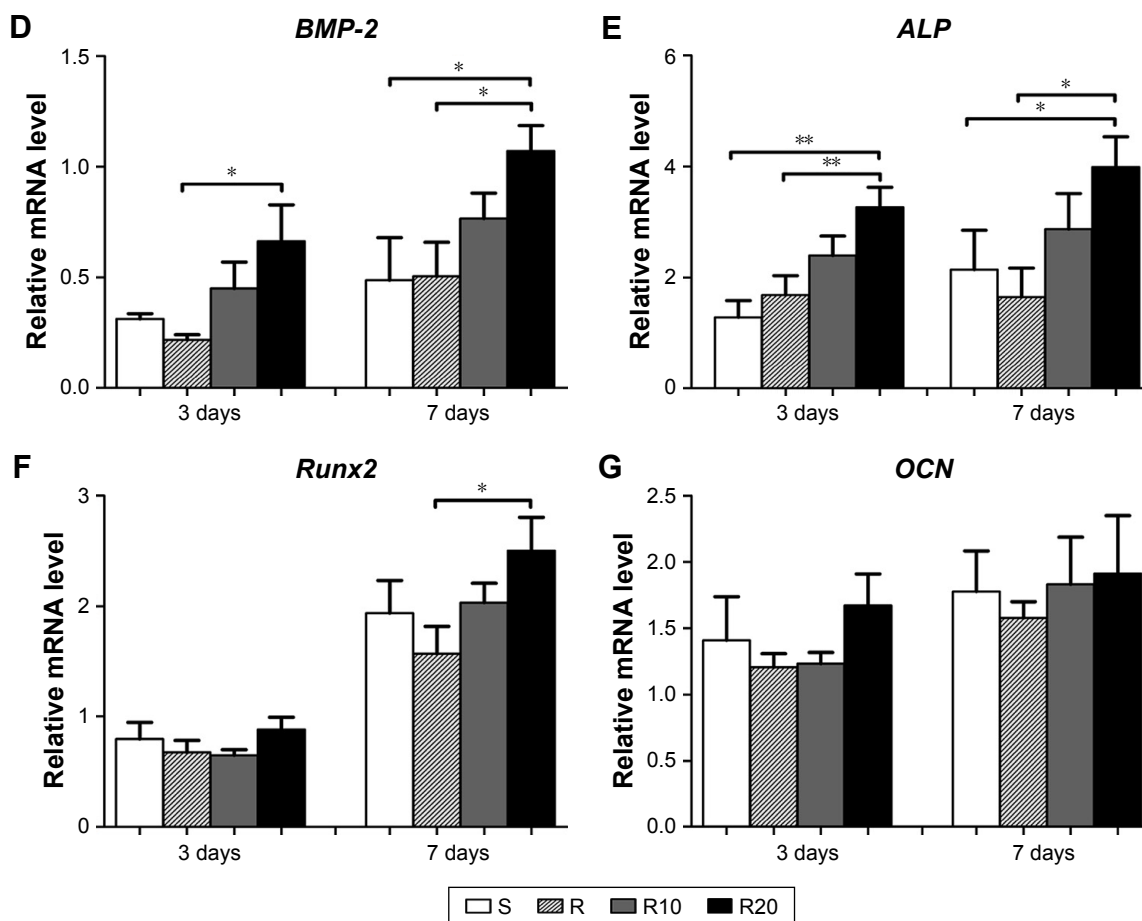 D
BMP-2
Relative mRNA level
1.5
1.0
0.5
0.0
*
*
*
3 days
7 days
E
ALP
Relative mRNA level
6
4
2
0
**
**
*
*
3 days
7 days
F
Runx2
Relative mRNA level
3
2
1
0
*
3 days
7 days
G
OCN
Relative mRNA level
2.5
2.0
1.5
1.0
0.5
0.0
3 days
7 days
S R R10 R20